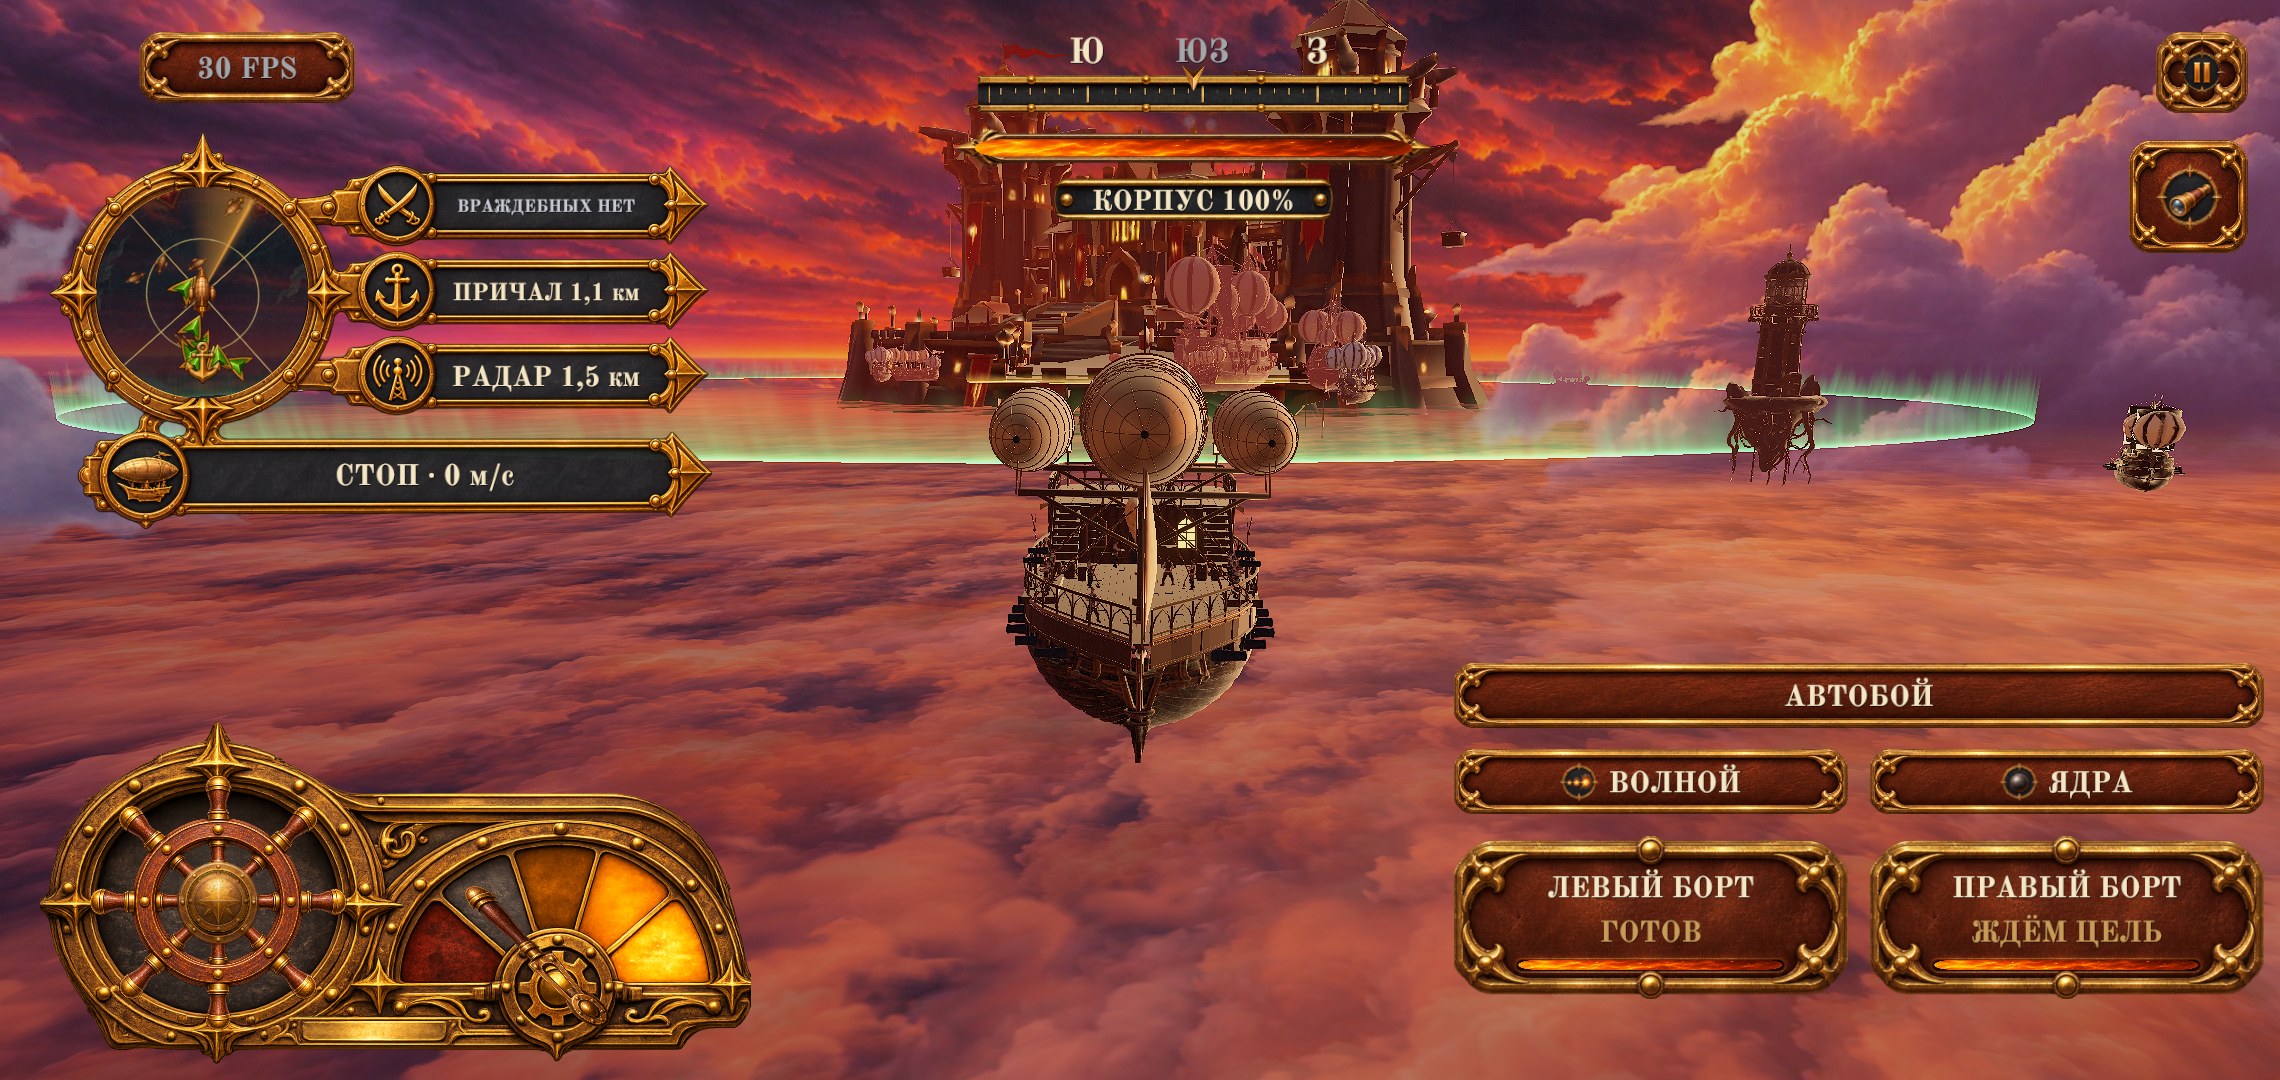 30 FPS
Ю ЮЗ З
КОРПУС 100%
ВРАЖДЕБНЫХ НЕТ
ПРИЧАЛ 1,1 км
РАДАР 1,5 км
СТОП · 0 м/с
АВТОБОЙ
ВОЛНОЙ
ЯДРА
ЛЕВЫЙ БОРТ
ГОТОВ
ПРАВЫЙ БОРТ
ЖДЁМ ЦЕЛЬ